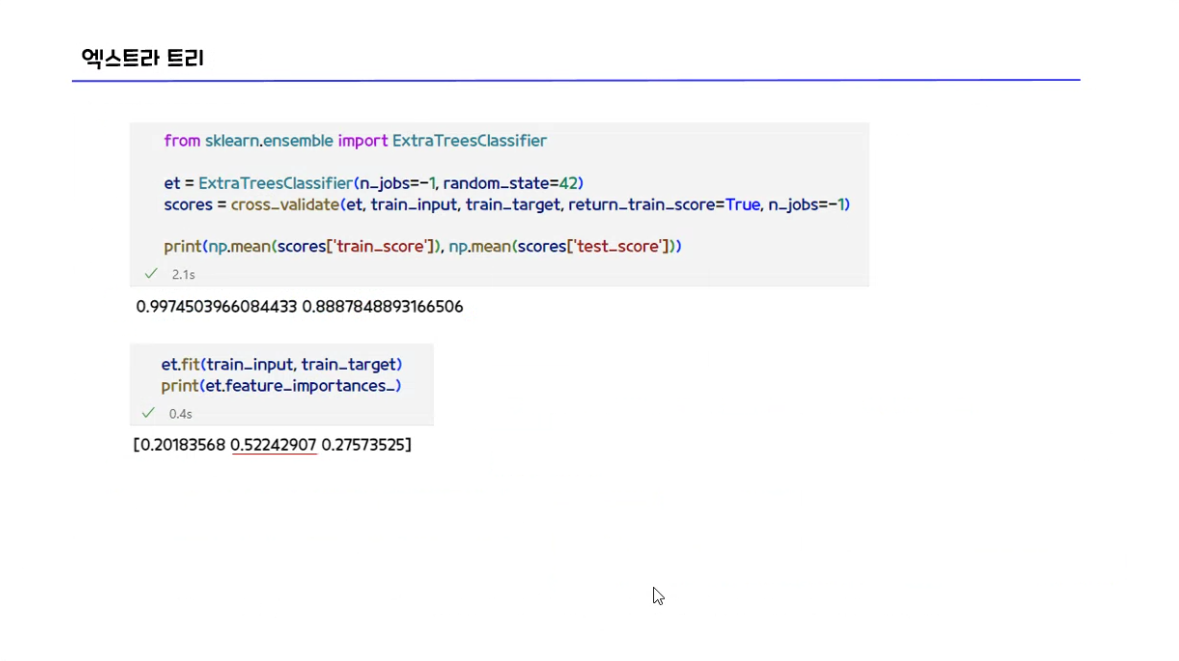 엑스트라 트리
from sklearn.ensemble import ExtraTreesClassifier
et = ExtraTreesClassifier(n_jobs=-1, random_state=42)
scores = cross_validate(et, train_input, train_target, return_train_score=True, n_jobs=-1)
print(np.mean(scores['train_score']), np.mean(scores['test_score']))
2.1s
0.9974503966084433 0.8887848893166506
et.fit(train_input, train_target)
print(et.feature_importances_)
0.4s
[0.20183568 0.52242907 0.27573525]